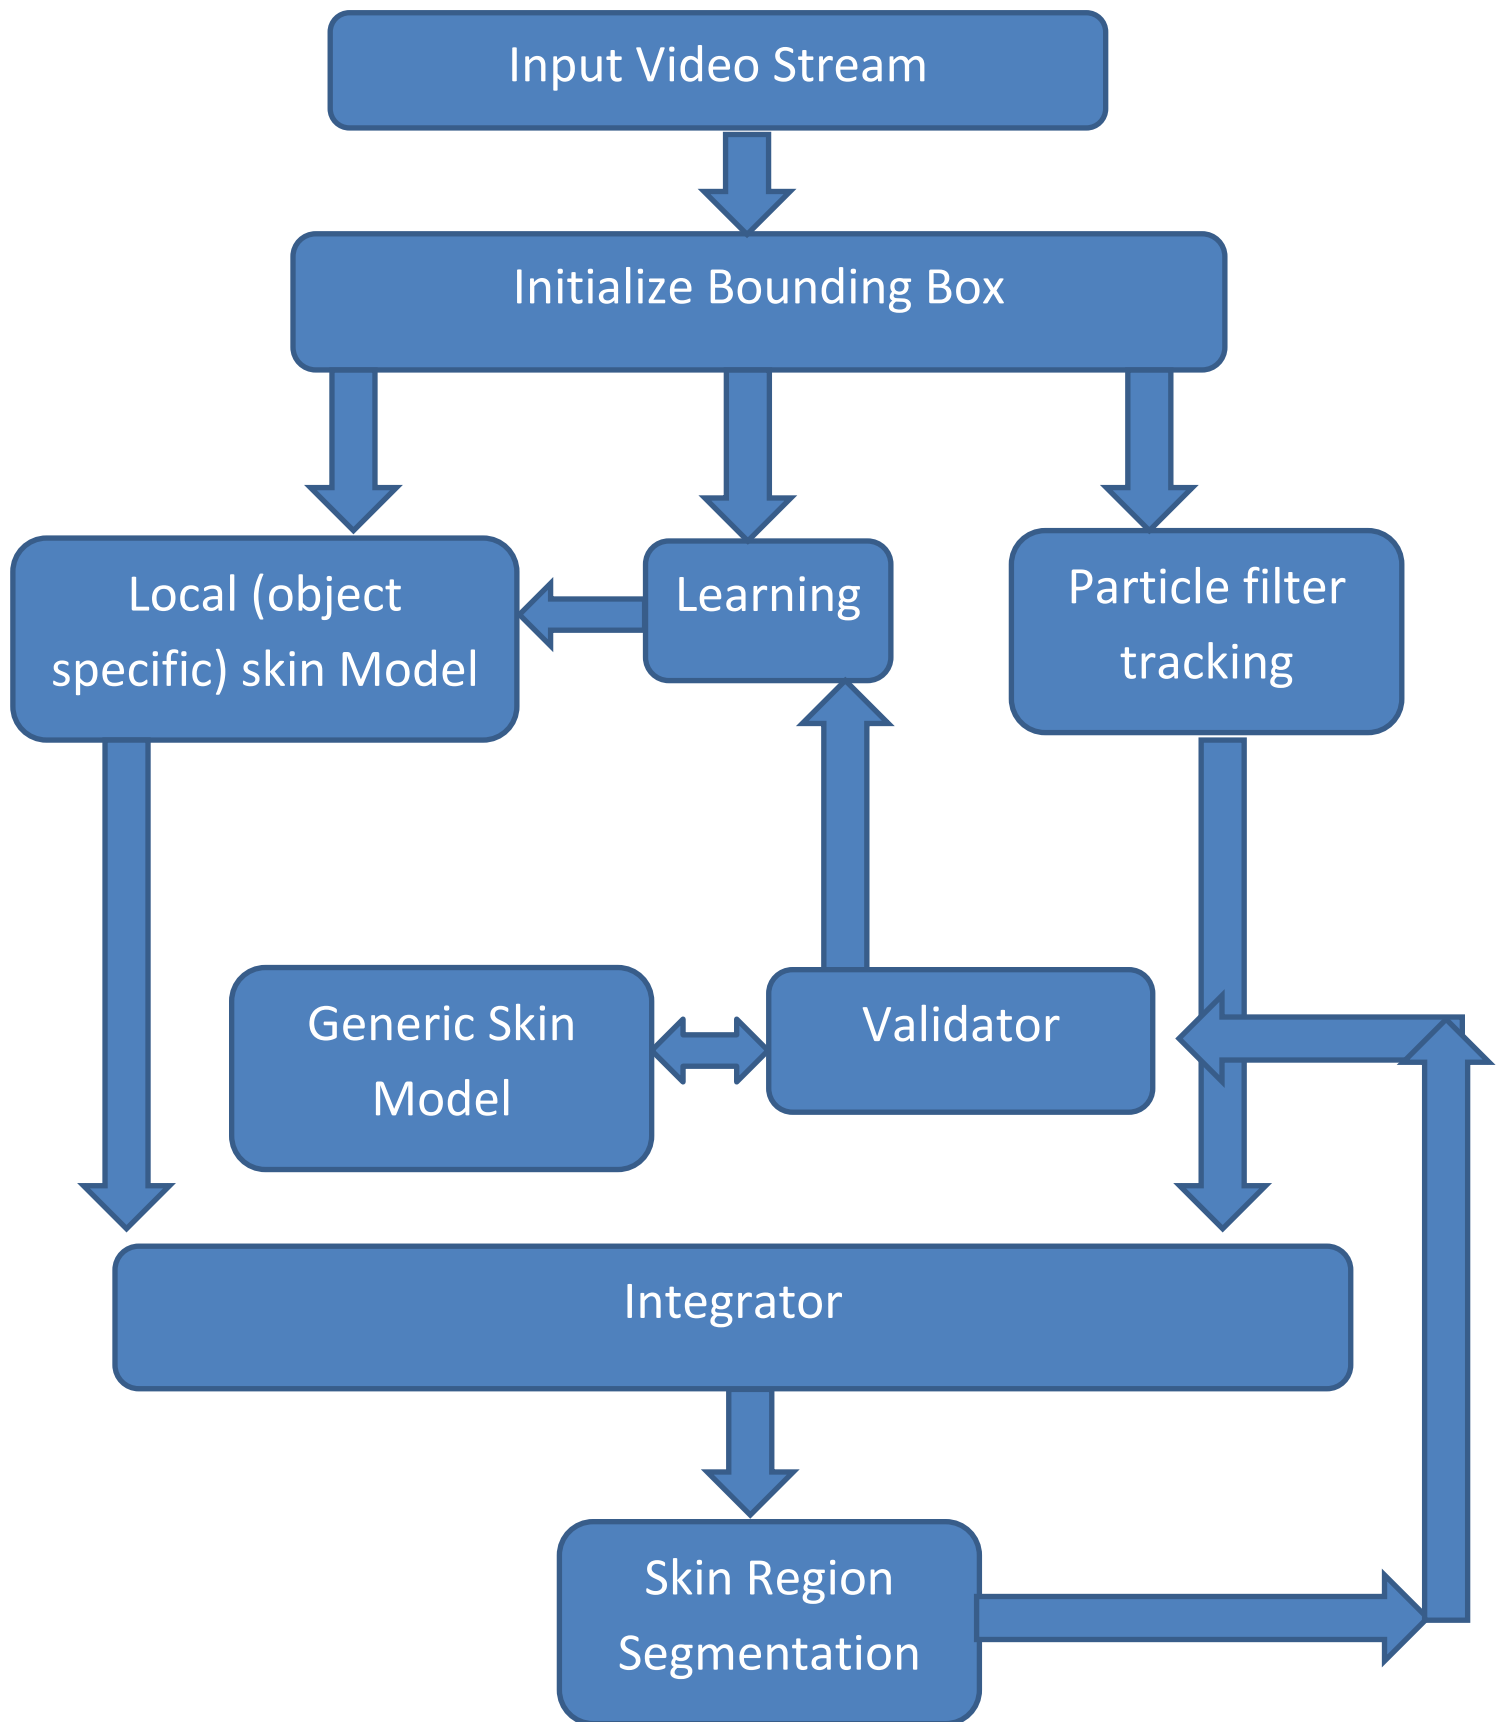 Input Video Stream
Initialize Bounding Box
Local (object
specific) skin Model
Learning
Particle filter
tracking
Generic Skin
Model
Validator
Integrator
Skin Region
Segmentation